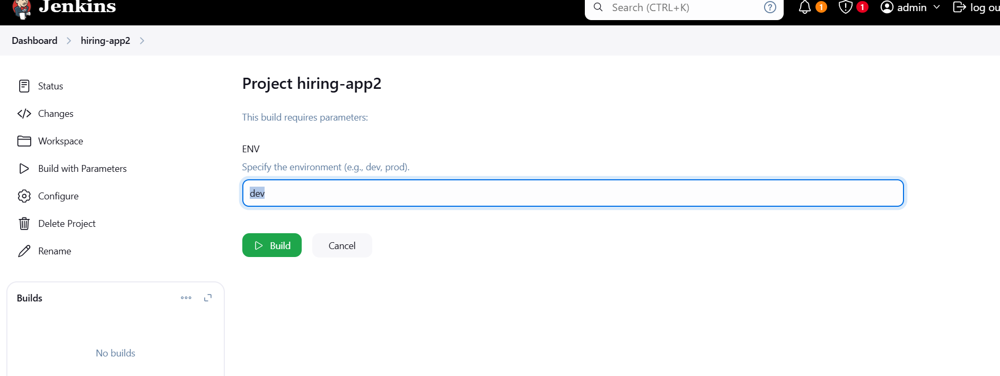 Jenkins
Search (CTRL+K)
1
1
admin
log ou
Dashboard
hiring-app2
Status
Changes
Workspace
Build with Parameters
Configure
Delete Project
Rename
Project hiring-app2
This build requires parameters:
ENV
Specify the environment (e.g., dev, prod).
dev
Build
Cancel
Builds
No builds